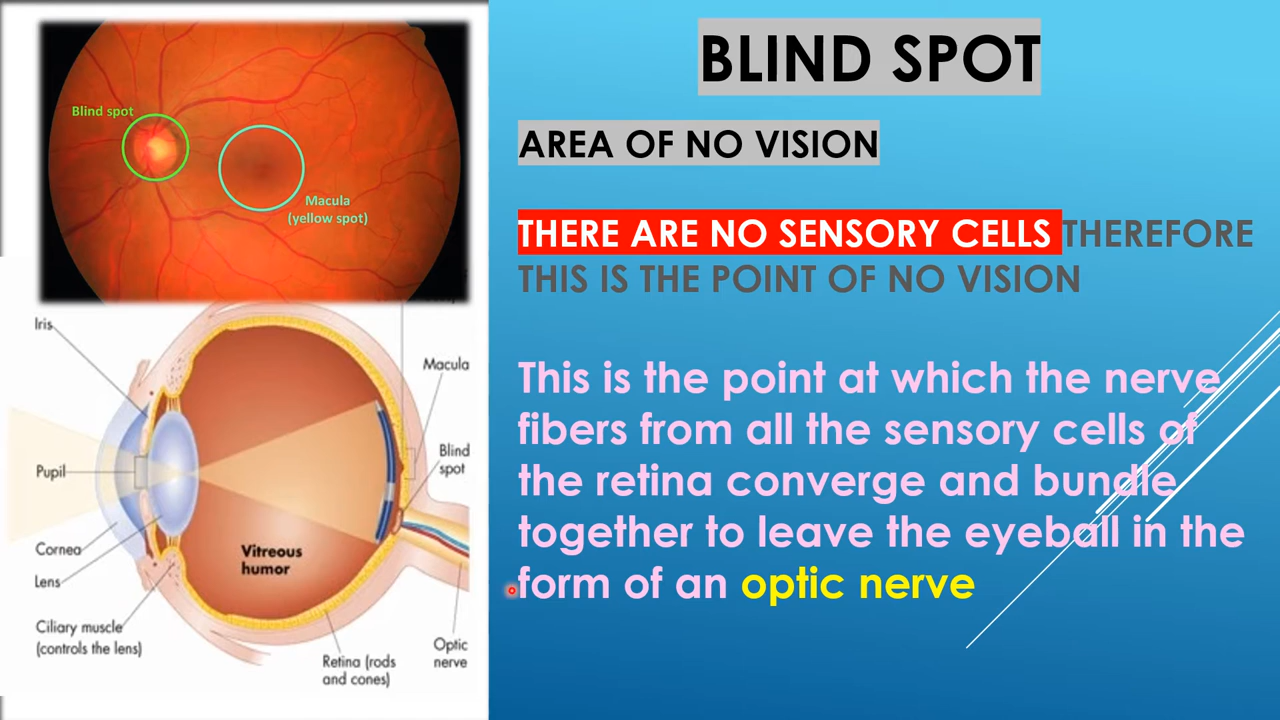 BLIND SPOT
AREA OF NO VISION
THERE ARE NO SENSORY CELLS THEREFORE
THIS IS THE POINT OF NO VISION
This is the point at which the nerve
fibers from all the sensory cells of
the retina converge and bundle
together to leave the eyeball in the
form of an optic nerve
Blind spot
Macula
(yellow spot)
Iris
Macula
Pupil
Blind
spot
Cornea
Vitreous
humor
Lens
Ciliary muscle
(controls the lens)
Optic
nerve
Retina (rods
and cones)